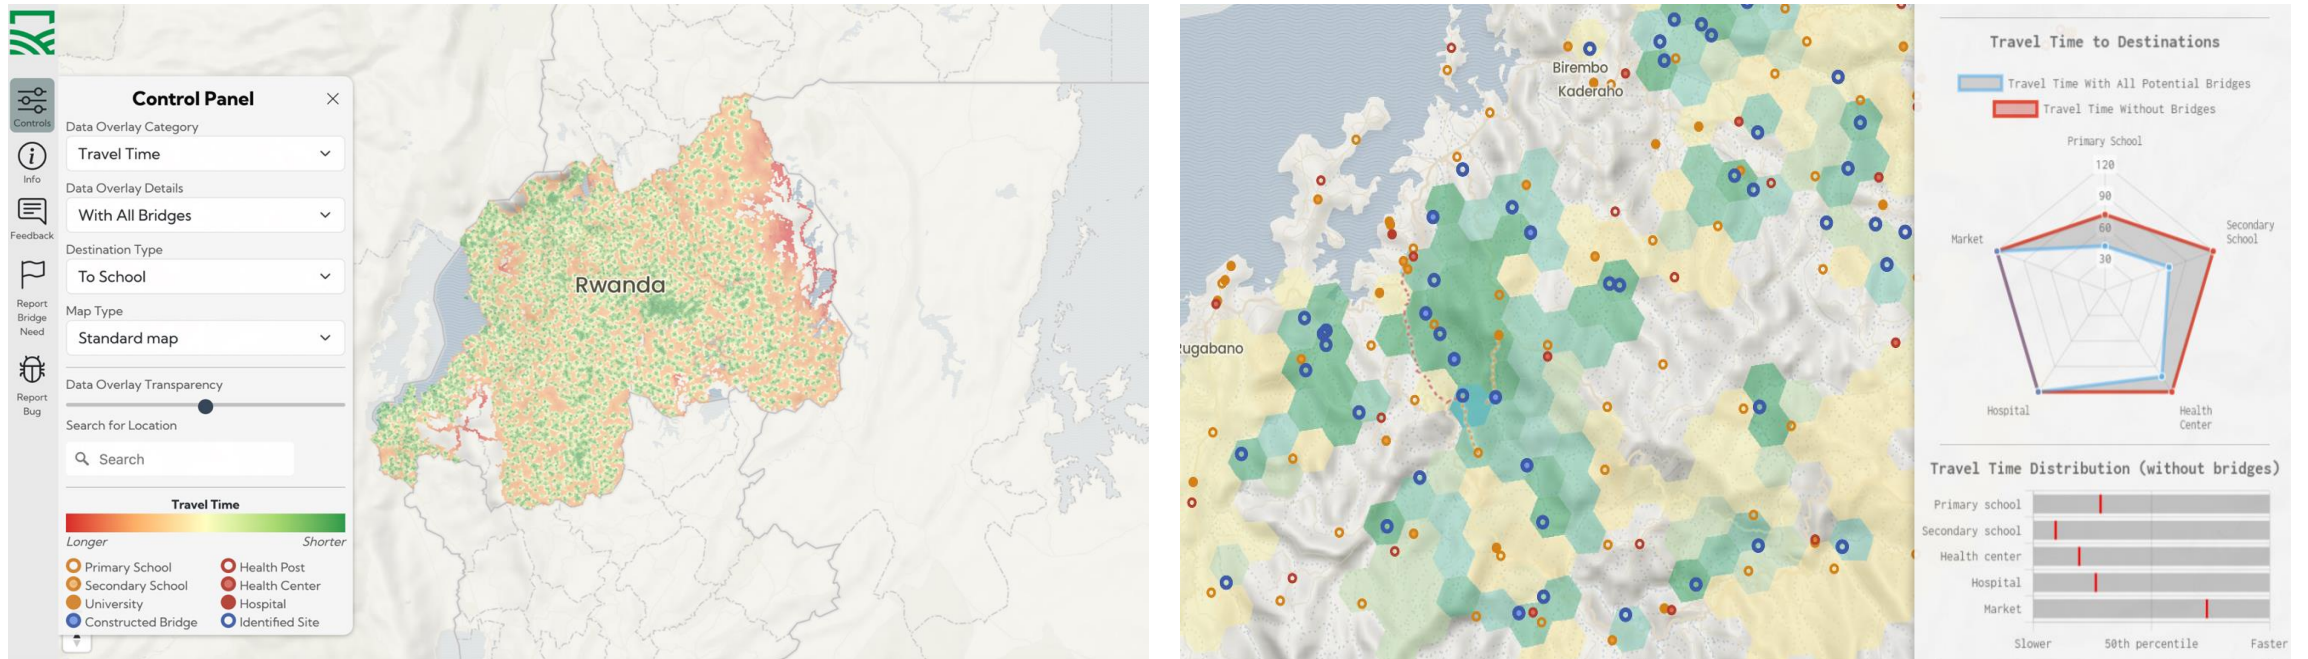 Controls
Info
Feedback
Report
Bridge
Need
Report
Bug
Control Panel
Data Overlay Category
Travel Time
Data Overlay Details
With All Bridges
Destination Type
To School
Map Type
Standard map
Data Overlay Transparency
Search for Location
Search
Travel Time
Longer
Shorter
Primary School
Health Post
Secondary School
Health Center
University
Hospital
Constructed Bridge
Identified Site
Rwanda
Birembo
Kaderaho
Rugabano
Travel Time to Destinations
Travel Time With All Potential Bridges
Travel Time Without Bridges
Primary School
120
90
60
30
Market
Secondary
School
Hospital
Health
Center
Travel Time Distribution (without bridges)
Primary school
Secondary school
Health center
Hospital
Market
Slower
50th percentile
Faster